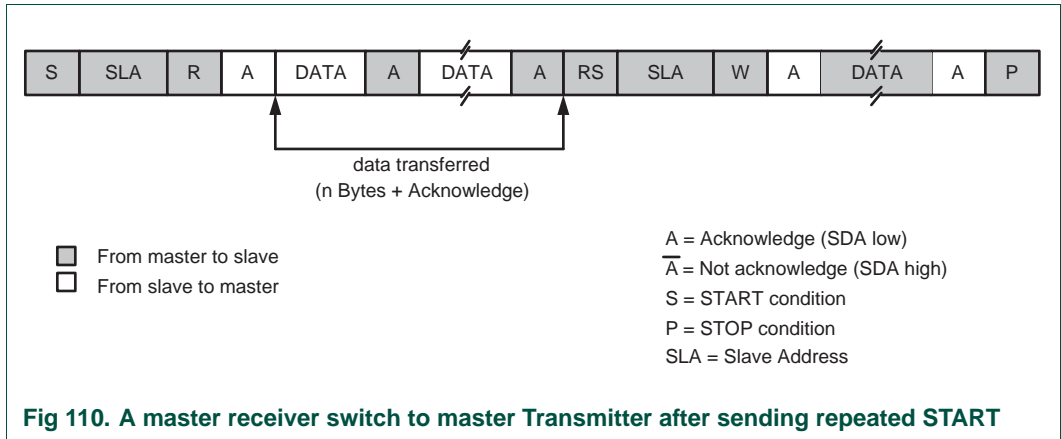 S SLA R A DATA A DATA A RS SLA W A DATA A P
data transferred
(n Bytes + Acknowledge)
From master to slave
From slave to master
A = Acknowledge (SDA low)
A̅ = Not acknowledge (SDA high)
S = START condition
P = STOP condition
SLA = Slave Address
Fig 110. A master receiver switch to master Transmitter after sending repeated START